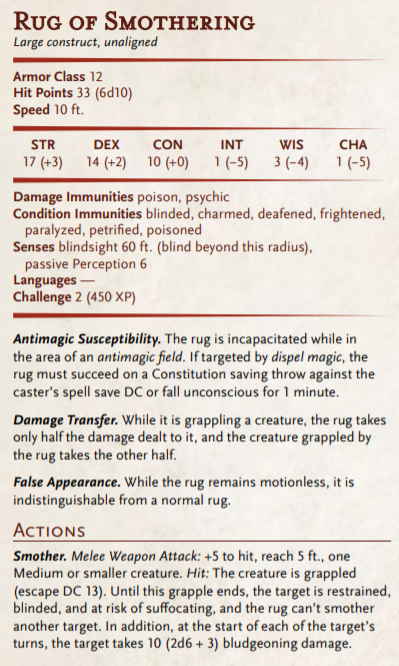 Rug of Smothering
Large construct, unaligned
Armor Class 12
Hit Points 33 (6d10)
Speed 10 ft.
STR DEX CON INT WIS CHA
17 (+3) 14 (+2) 10 (+0) 1 (−5) 3 (−4) 1 (−5)
Damage Immunities poison, psychic
Condition Immunities blinded, charmed, deafened, frightened,
paralyzed, petrified, poisoned
Senses blindsight 60 ft. (blind beyond this radius),
passive Perception 6
Languages —
Challenge 2 (450 XP)
Antimagic Susceptibility. The rug is incapacitated while in
the area of an antimagic field. If targeted by dispel magic, the
rug must succeed on a Constitution saving throw against the
caster's spell save DC or fall unconscious for 1 minute.
Damage Transfer. While it is grappling a creature, the rug takes
only half the damage dealt to it, and the creature grappled by
the rug takes the other half.
False Appearance. While the rug remains motionless, it is
indistinguishable from a normal rug.
Actions
Smother. Melee Weapon Attack: +5 to hit, reach 5 ft., one
Medium or smaller creature. Hit: The creature is grappled
(escape DC 13). Until this grapple ends, the target is restrained,
blinded, and at risk of suffocating, and the rug can't smother
another target. In addition, at the start of each of the target's
turns, the target takes 10 (2d6 + 3) bludgeoning damage.